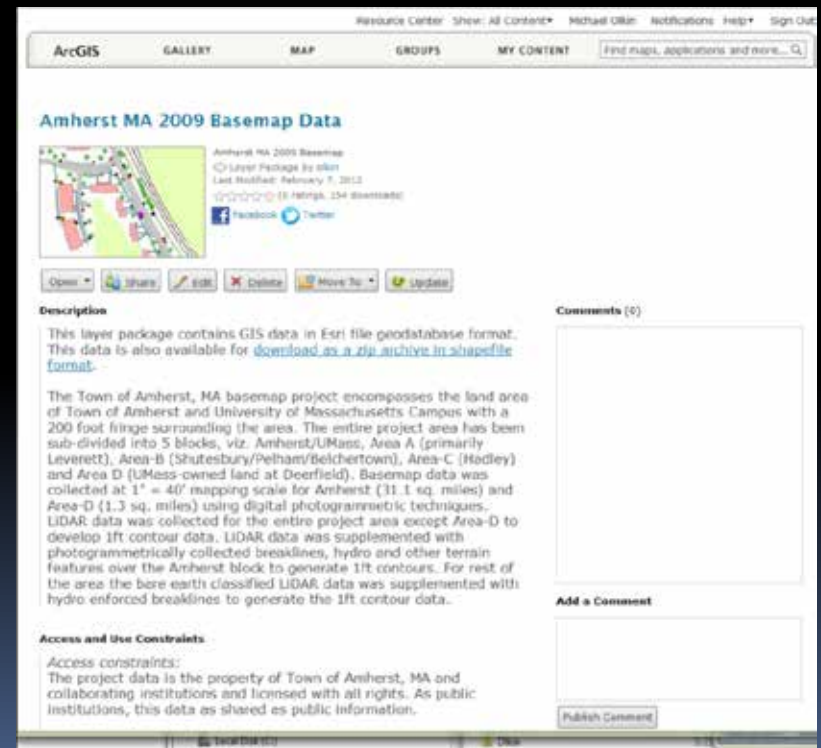 Resource Center Show: All Content Michael Olkin Notifications Help Sign Out
ArcGIS GALLERY MAP GROUPS MY CONTENT Find maps, applications and more...
Amherst MA 2009 Basemap Data
Amherst MA 2009 Basemap
Layer Package by olkin
Last Modified: February 7, 2012
(0 ratings, 254 downloads)
Facebook Twitter
Open Share Edit Delete Move To Update
Description
This layer package contains GIS data in Esri file geodatabase format.
This data is also available for download as a zip archive in shapefile
format.
The Town of Amherst, MA basemap project encompasses the land area
of Town of Amherst and University of Massachusetts Campus with a
200 foot fringe surrounding the area. The entire project area has been
sub-divided into 5 blocks, viz. Amherst/UMass, Area A (primarily
Leverett), Area-B (Shutesbury/Pelham/Belchertown), Area-C (Hadley)
and Area D (UMass-owned land at Deerfield). Basemap data was
collected at 1" = 40' mapping scale for Amherst (31.1 sq. miles) and
Area-D (1.3 sq. miles) using digital photogrammetric techniques.
LiDAR data was collected for the entire project area except Area-D to
develop 1ft contour data. LiDAR data was supplemented with
photogrammetrically collected breaklines, hydro and other terrain
features over the Amherst block to generate 1ft contours. For rest of
the area the bare earth classified LiDAR data was supplemented with
hydro enforced breaklines to generate the 1ft contour data.
Access and Use Constraints
Access constraints:
The project data is the property of Town of Amherst, MA and
collaborating institutions and licensed with all rights. As public
institutions, this data as shared as public information.
Comments (0)
Add a Comment
Publish Comment
Local Disk (C:)